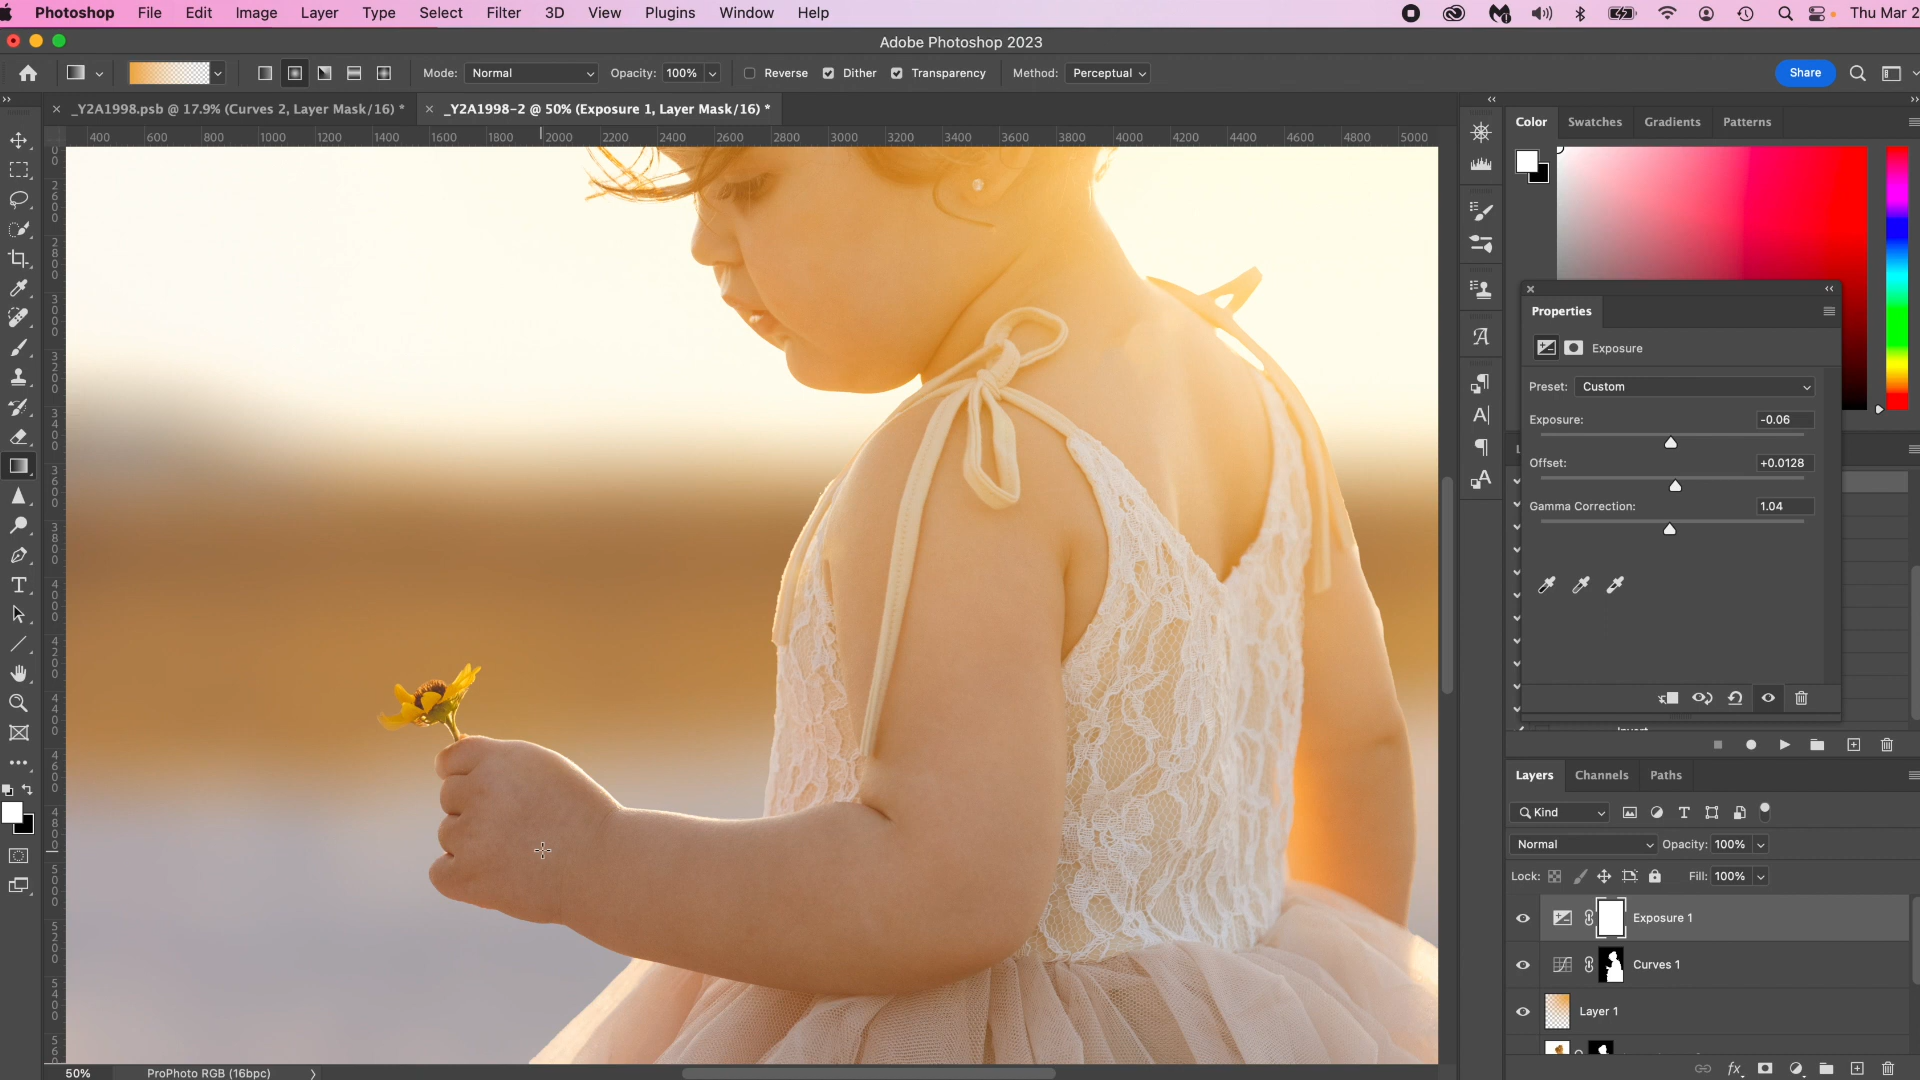 Photoshop File Edit Image Layer Type Select Filter 3D View Plugins Window Help Thu Mar 2
Adobe Photoshop 2023
Mode: Normal Opacity: 100% Reverse Dither Transparency Method: Perceptual Share
× _Y2A1998.psb @ 17.9% (Curves 2, Layer Mask/16) * × _Y2A1998-2 @ 50% (Exposure 1, Layer Mask/16) *
400 600 800 1000 1200 1400 1600 1800 2000 2200 2400 2600 2800 3000 3200 3400 3600 3800 4000 4200 4400 4600 4800 5000
Color Swatches Gradients Patterns
Properties
Exposure
Preset: Custom
Exposure: -0.06
Offset: +0.0128
Gamma Correction: 1.04
Layers Channels Paths
Kind
Normal Opacity: 100%
Lock: Fill: 100%
Exposure 1
Curves 1
Layer 1
50% ProPhoto RGB (16bpc)